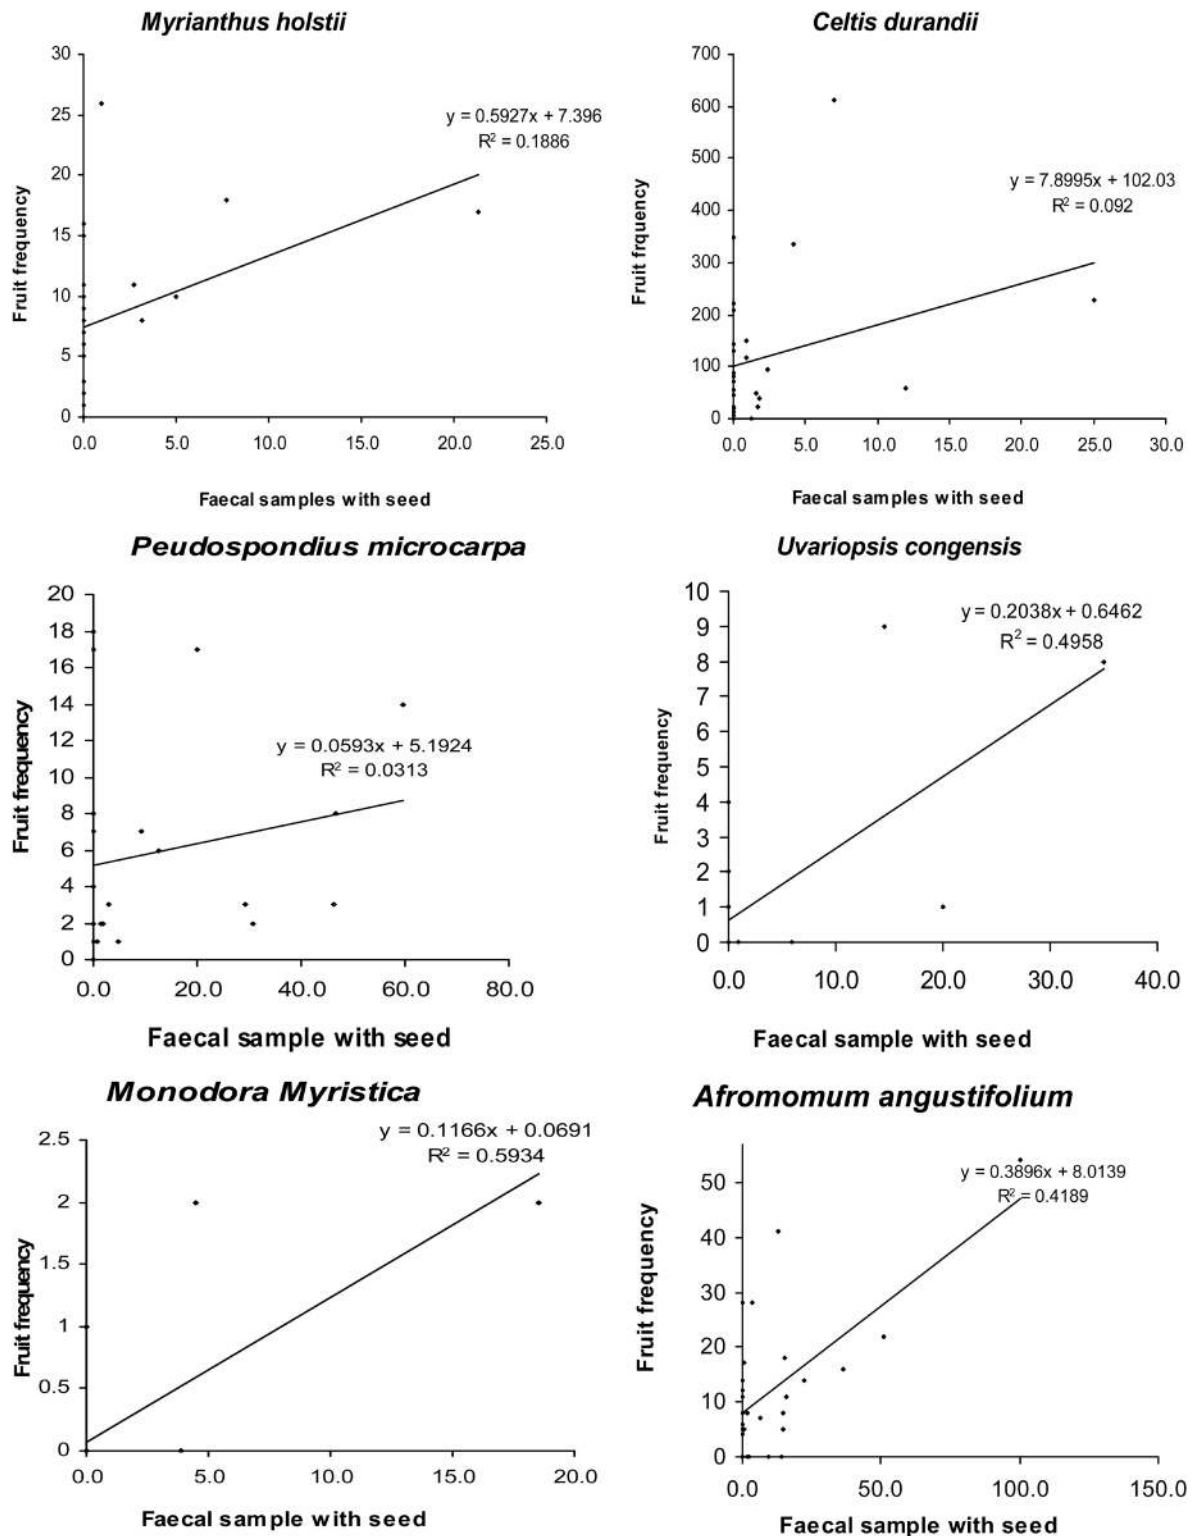 Myrianthus holstii
30
25
20
15
10
5
0
Fruit frequency
y = 0.5927x + 7.396
R² = 0.1886
0.0 5.0 10.0 15.0 20.0 25.0
Faecal samples with seed
Celtis durandii
700
600
500
400
300
200
100
0
Fruit frquency
y = 7.8995x + 102.03
R² = 0.092
0.0 5.0 10.0 15.0 20.0 25.0 30.0
Faecal samples with seed
Peudospondius microcarpa
20
18
16
14
12
10
8
6
4
2
0
Fruit frequency
y = 0.0593x + 5.1924
R² = 0.0313
0.0 20.0 40.0 60.0 80.0
Faecal sample with seed
Uvariopsis congensis
10
9
8
7
6
5
4
3
2
1
0
Fruit frequency
y = 0.2038x + 0.6462
R² = 0.4958
0.0 10.0 20.0 30.0 40.0
Faecal sample with seed
Monodora Myristica
2.5
2
1.5
1
0.5
0
Fruit frequency
y = 0.1166x + 0.0691
R² = 0.5934
0.0 5.0 10.0 15.0 20.0
Faecal sample with seed
Afromomum angustifolium
50
40
30
20
10
0
Fruit frequency
y = 0.3896x + 8.0139
R² = 0.4189
0.0 50.0 100.0 150.0
Faecal sample with seed